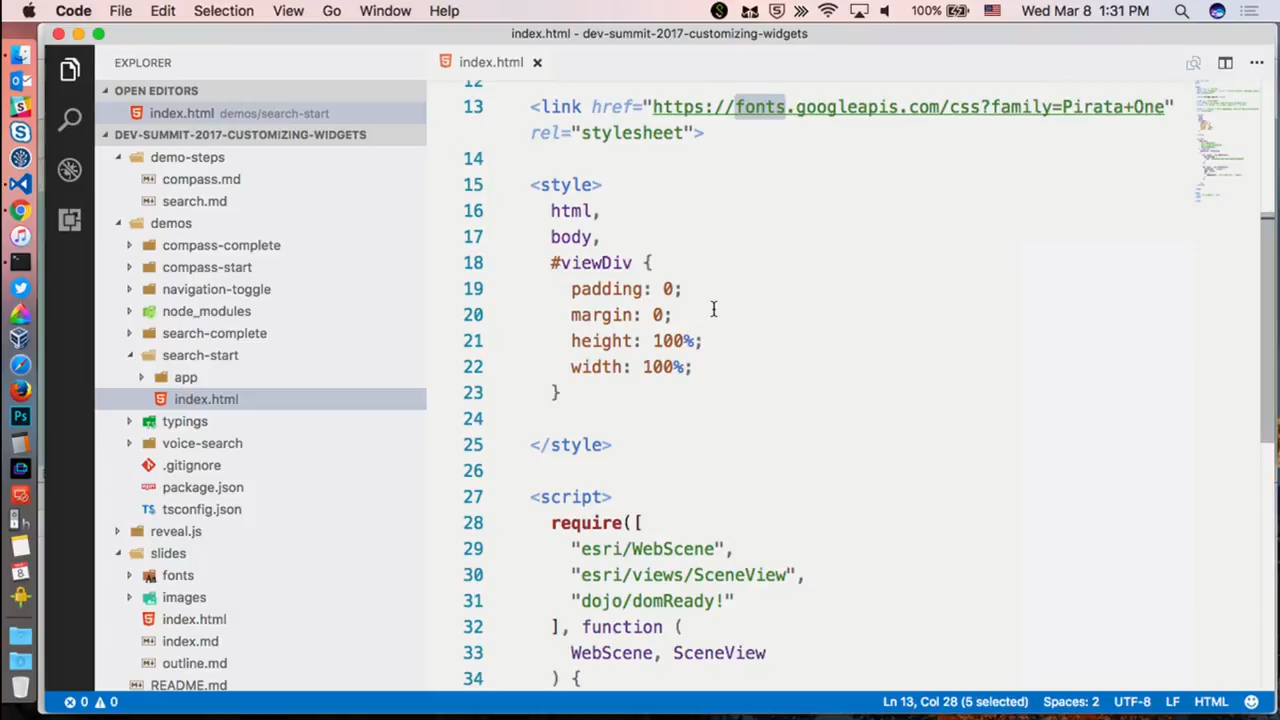 Code File Edit Selection View Go Window Help 100% Wed Mar 8 1:31 PM
index.html - dev-summit-2017-customizing-widgets
EXPLORER
index.html
OPEN EDITORS
index.html demos/search-start
DEV-SUMMIT-2017-CUSTOMIZING-WIDGETS
demo-steps
compass.md
search.md
demos
compass-complete
compass-start
navigation-toggle
node_modules
search-complete
search-start
app
index.html
typings
voice-search
.gitignore
package.json
tsconfig.json
reveal.js
slides
fonts
images
index.html
index.md
outline.md
README.md
12
13 <link href="https://fonts.googleapis.com/css?family=Pirata+One"
rel="stylesheet">
14
15 <style>
16 html,
17 body,
18 #viewDiv {
19 padding: 0;
20 margin: 0;
21 height: 100%;
22 width: 100%;
23 }
24
25 </style>
26
27 <script>
28 require([
29 "esri/WebScene",
30 "esri/views/SceneView",
31 "dojo/domReady!"
32 ], function (
33 WebScene, SceneView
34 ) {
0 0 Ln 13, Col 28 (5 selected) Spaces: 2 UTF-8 LF HTML